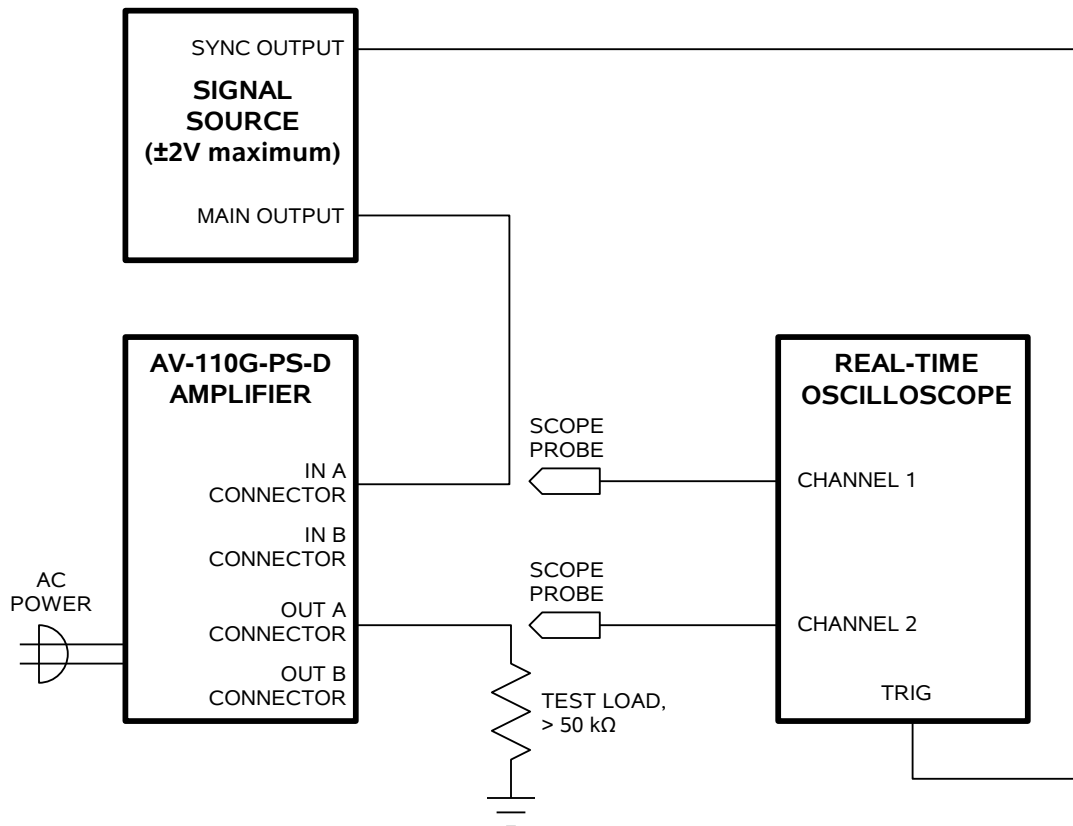 SYNC OUTPUT
SIGNAL
SOURCE
(±2V maximum)
MAIN OUTPUT
AV-110G-PS-D
AMPLIFIER
IN A
CONNECTOR
IN B
CONNECTOR
OUT A
CONNECTOR
OUT B
CONNECTOR
AC
POWER
SCOPE
PROBE
SCOPE
PROBE
TEST LOAD,
> 50 kΩ
REAL-TIME
OSCILLOSCOPE
CHANNEL 1
CHANNEL 2
TRIG